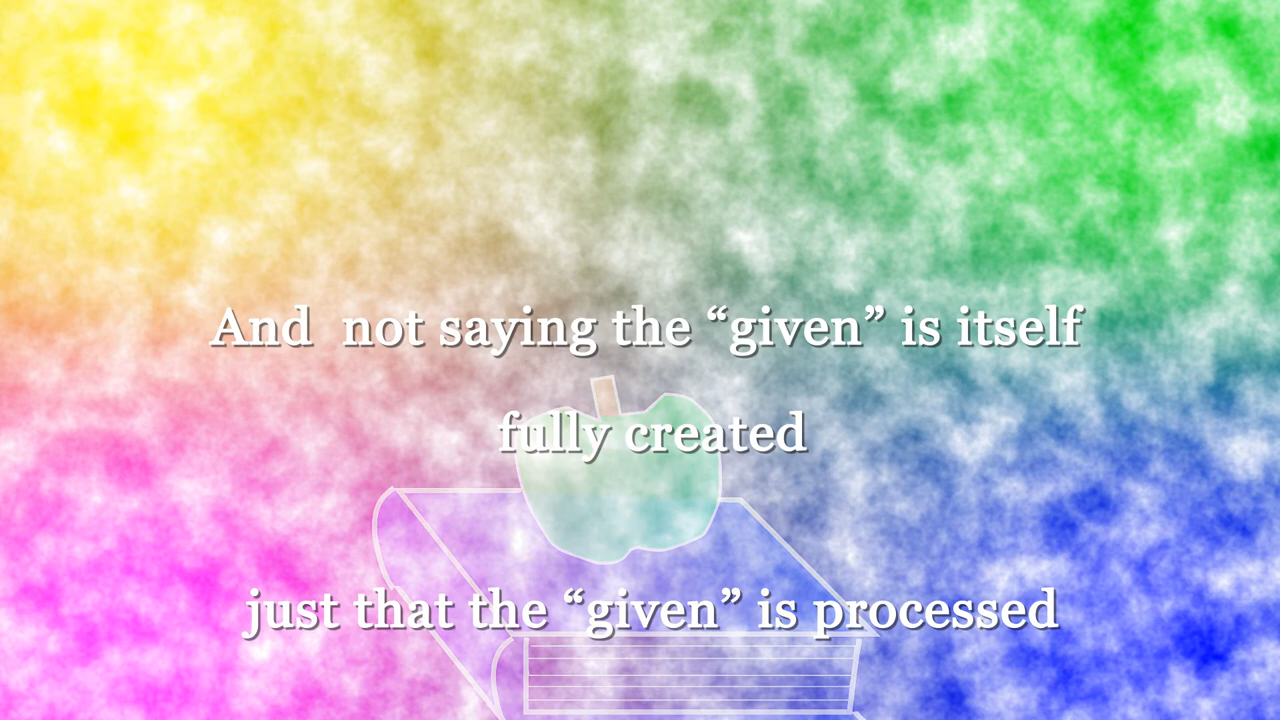 And  not saying the “given” is itself
fully created
just that the “given” is processed